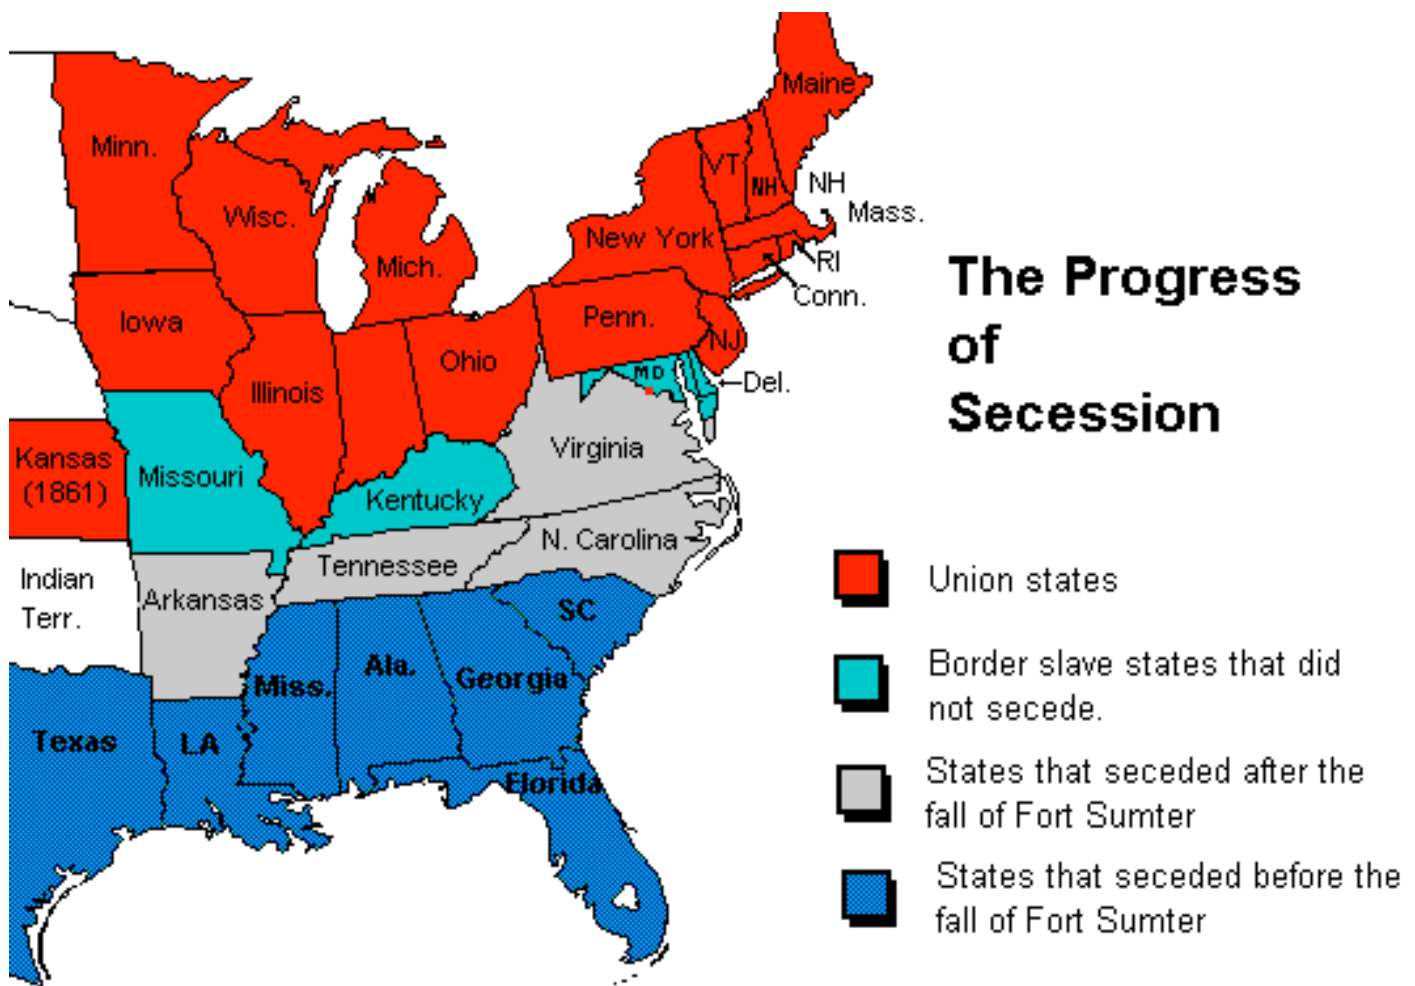 Maine
Minn.
VT
NH
NH
Mass.
Wisc.
New York
Mich.
RI
Conn.
The Progress
of
Secession
Iowa
Penn.
NJ
Ohio
MD
Del.
Illinois
Virginia
Kansas
(1861)
Missouri
Kentucky
N. Carolina
Tennessee
Indian
Terr.
Arkansas
SC
Ala.
Georgia
Miss.
Texas
LA
Florida
Union states
Border slave states that did
not secede.
States that seceded after the
fall of Fort Sumter
States that seceded before the
fall of Fort Sumter